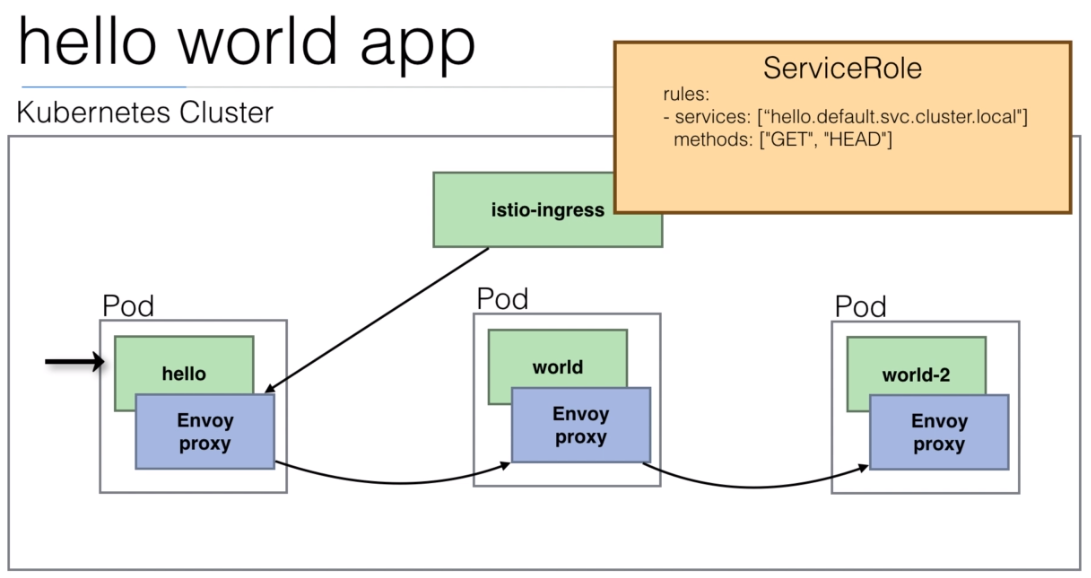 hello world app
Kubernetes Cluster
ServiceRole
rules:
- services: [“hello.default.svc.cluster.local"]
methods: ["GET", "HEAD"]
istio-ingress
Pod
hello
Envoy
proxy
Pod
world
Envoy
proxy
Pod
world-2
Envoy
proxy